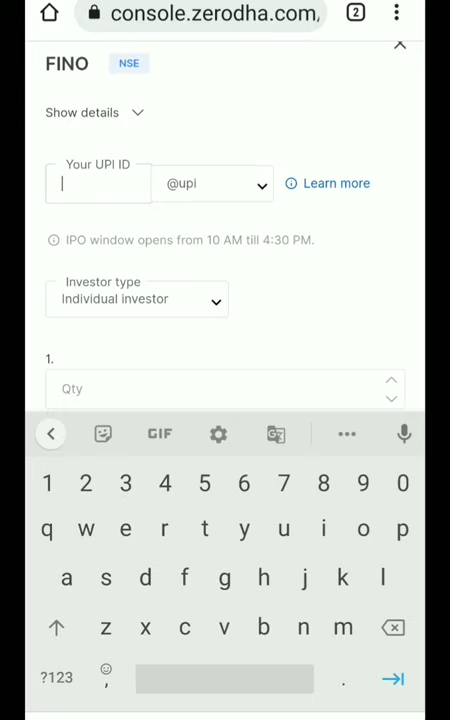 console.zerodha.com, 2
FINO NSE
Show details
Your UPI ID
@upi Learn more
IPO window opens from 10 AM till 4:30 PM.
Investor type
Individual investor
1.
Qty
GIF
1 2 3 4 5 6 7 8 9 0
q w e r t y u i o p
a s d f g h j k l
z x c v b n m
?123 , .